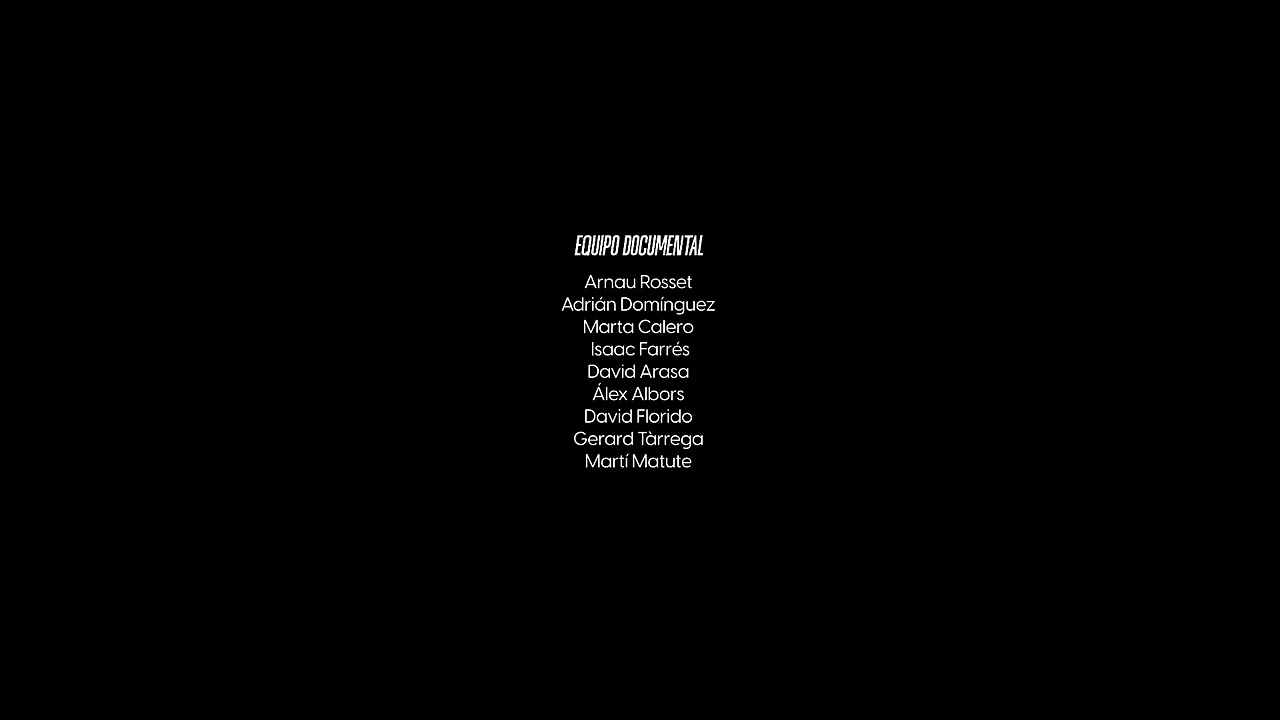 EQUIPO DOCUMENTAL
Arnau Rosset
Adrián Domínguez
Marta Calero
Isaac Farrés
David Arasa
Álex Albors
David Florido
Gerard Tàrrega
Martí Matute